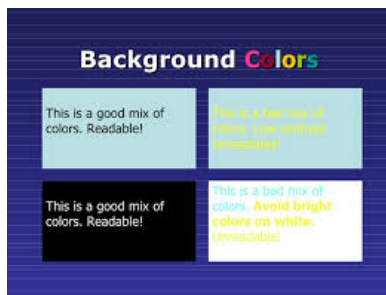 Background Colors
This is a good mix of
colors. Readable!
This is a bad mix of
colors. Low contrast.
Unreadable!
This is a good mix of
colors. Readable!
This is a bad mix of
colors. Avoid bright
colors on white.
Unreadable!